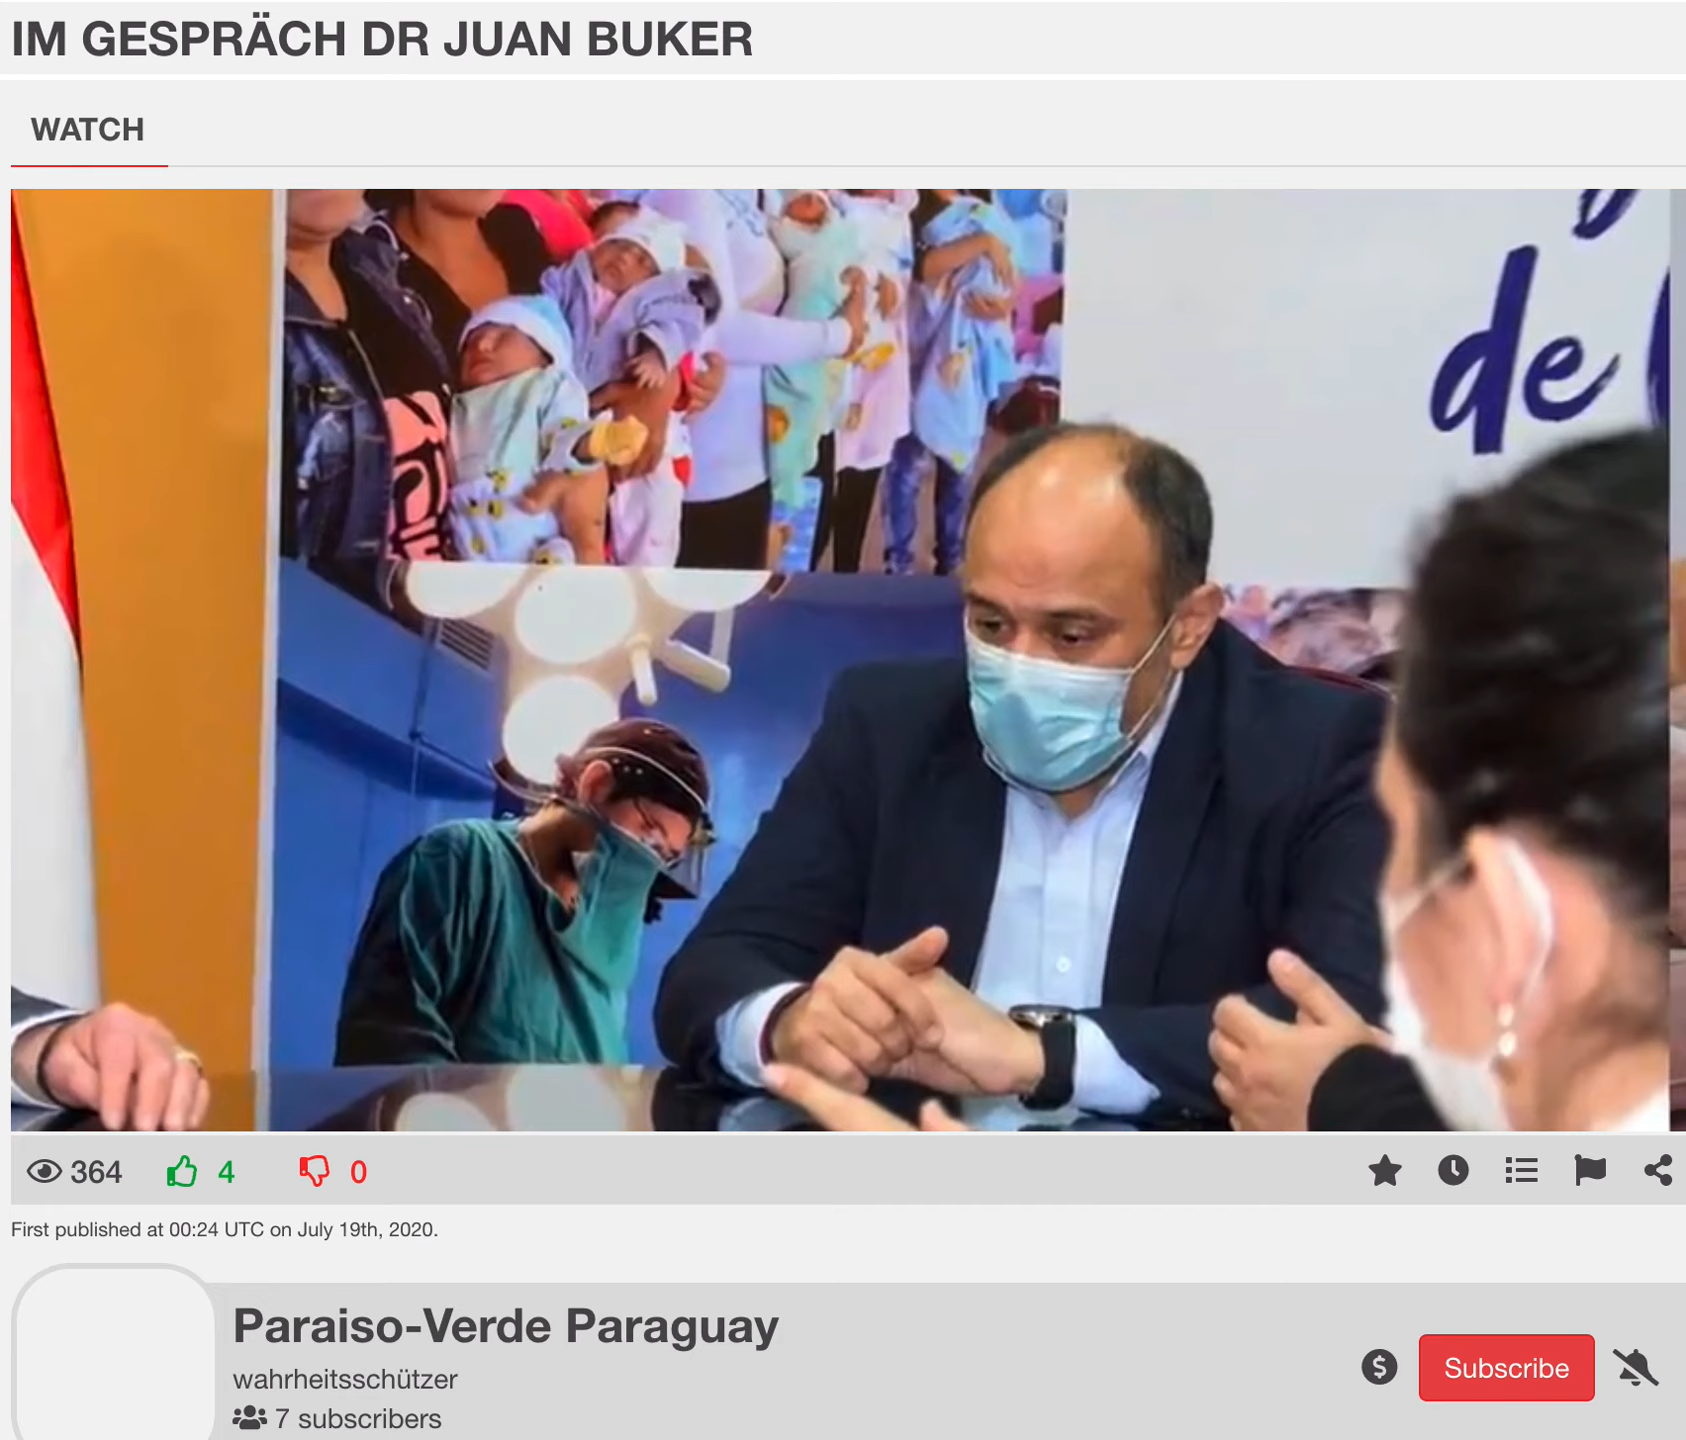 IM GESPRÄCH DR JUAN BUKER
WATCH
de
364
4
0
First published at 00:24 UTC on July 19th, 2020.
Paraiso-Verde Paraguay
wahrheitsschützer
7 subscribers
Subscribe